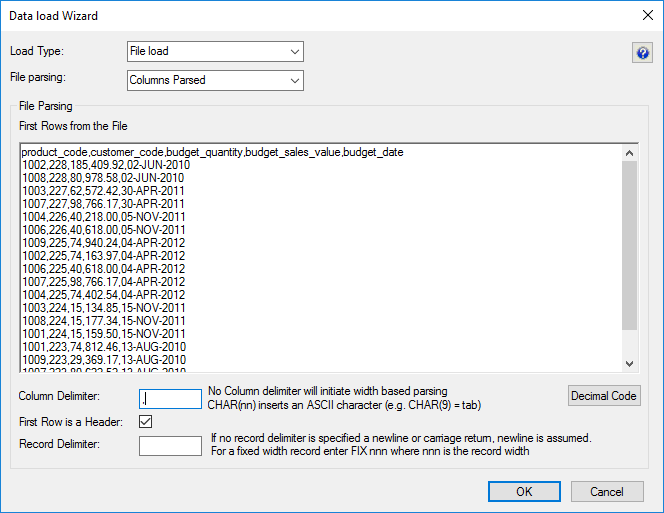 Data load Wizard
Load Type:
File load
File parsing:
Columns Parsed
File Parsing
First Rows from the File
product_code,customer_code,budget_quantity,budget_sales_value,budget_date
1002,228,185,409.92,02-JUN-2010
1008,228,80,978.58,02-JUN-2010
1003,227,62,572.42,30-APR-2011
1007,227,98,766.17,30-APR-2011
1006,226,40,218.00,05-NOV-2011
1006,226,40,618.00,05-NOV-2011
1009,225,74,940.24,04-APR-2012
1002,225,74,163.97,04-APR-2012
1006,225,40,618.00,04-APR-2012
1007,225,98,766.17,04-APR-2012
1004,225,74,402.54,04-APR-2012
1003,224,15,134.85,15-NOV-2011
1008,224,15,177.34,15-NOV-2011
1001,224,15,159.50,15-NOV-2011
1001,223,74,812.46,13-AUG-2010
1009,223,29,369.17,13-AUG-2010
Column Delimiter:
,
No Column delimiter will initiate width based parsing
CHAR(nn) inserts an ASCII character (e.g. CHAR(9) = tab)
Decimal Code
First Row is a Header:
Record Delimiter:
If no record delimiter is specified a newline or carriage return, newline is assumed.
For a fixed width record enter FIX nnn where nnn is the record width
OK
Cancel